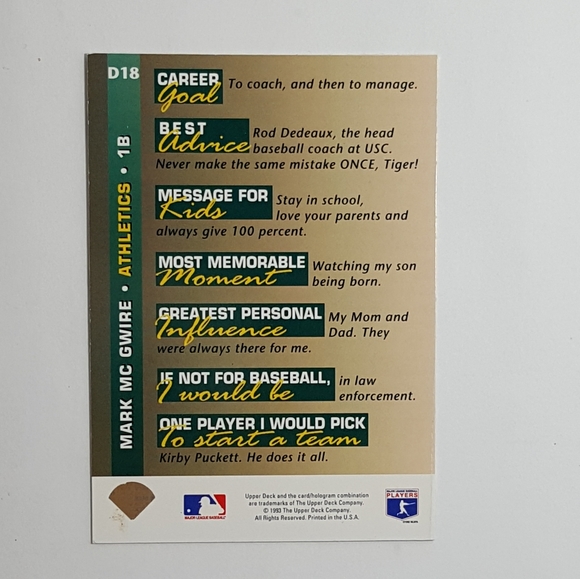 D18
MARK MC GWIRE • ATHLETICS • 1B
CAREER
Goal
To coach, and then to manage.
BEST
Advice
Rod Dedeaux, the head
baseball coach at USC.
Never make the same mistake ONCE, Tiger!
MESSAGE FOR
Kids
Stay in school,
love your parents and
always give 100 percent.
MOST MEMORABLE
Moment
Watching my son
being born.
GREATEST PERSONAL
Influence
My Mom and
Dad. They
were always there for me.
IF NOT FOR BASEBALL,
I would be
in law
enforcement.
ONE PLAYER I WOULD PICK
To start a team
Kirby Puckett. He does it all.
MAJOR LEAGUE BASEBALL
Upper Deck and the card/hologram combination
are trademarks of The Upper Deck Company.
© 1993 The Upper Deck Company.
All Rights Reserved. Printed in the U.S.A.
MAJOR LEAGUE BASEBALL
PLAYERS